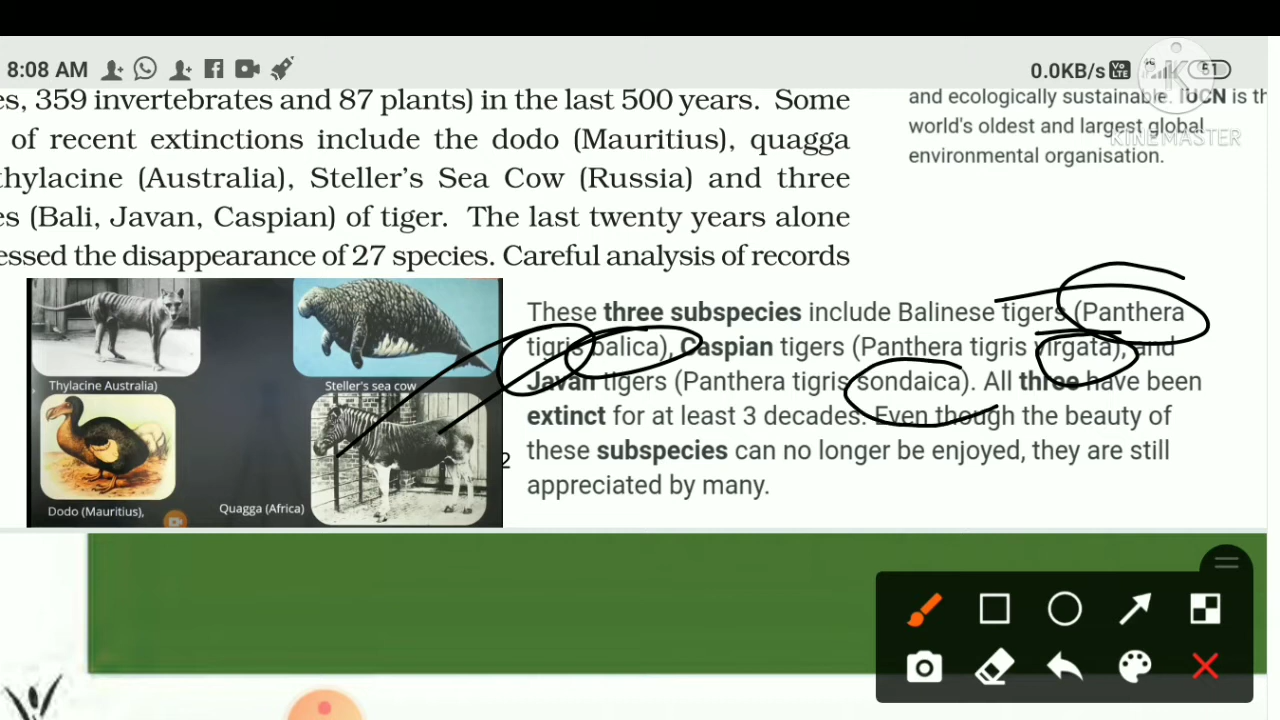 8:08 AM
0.0KB/s Vo LTE 4G 51
es, 359 invertebrates and 87 plants) in the last 500 years. Some
of recent extinctions include the dodo (Mauritius), quagga
thylacine (Australia), Steller's Sea Cow (Russia) and three
es (Bali, Javan, Caspian) of tiger. The last twenty years alone
essed the disappearance of 27 species. Careful analysis of records
and ecologically sustainable. IUCN is th
world's oldest and largest global
environmental organisation.
KINEMASTER
Thylacine Australia)
Steller's sea cow
Dodo (Mauritius),
Quagga (Africa)
2
These three subspecies include Balinese tigers (Panthera
tigris balica), Caspian tigers (Panthera tigris virgata), and
Javan tigers (Panthera tigris sondaica). All three have been
extinct for at least 3 decades. Even though the beauty of
these subspecies can no longer be enjoyed, they are still
appreciated by many.